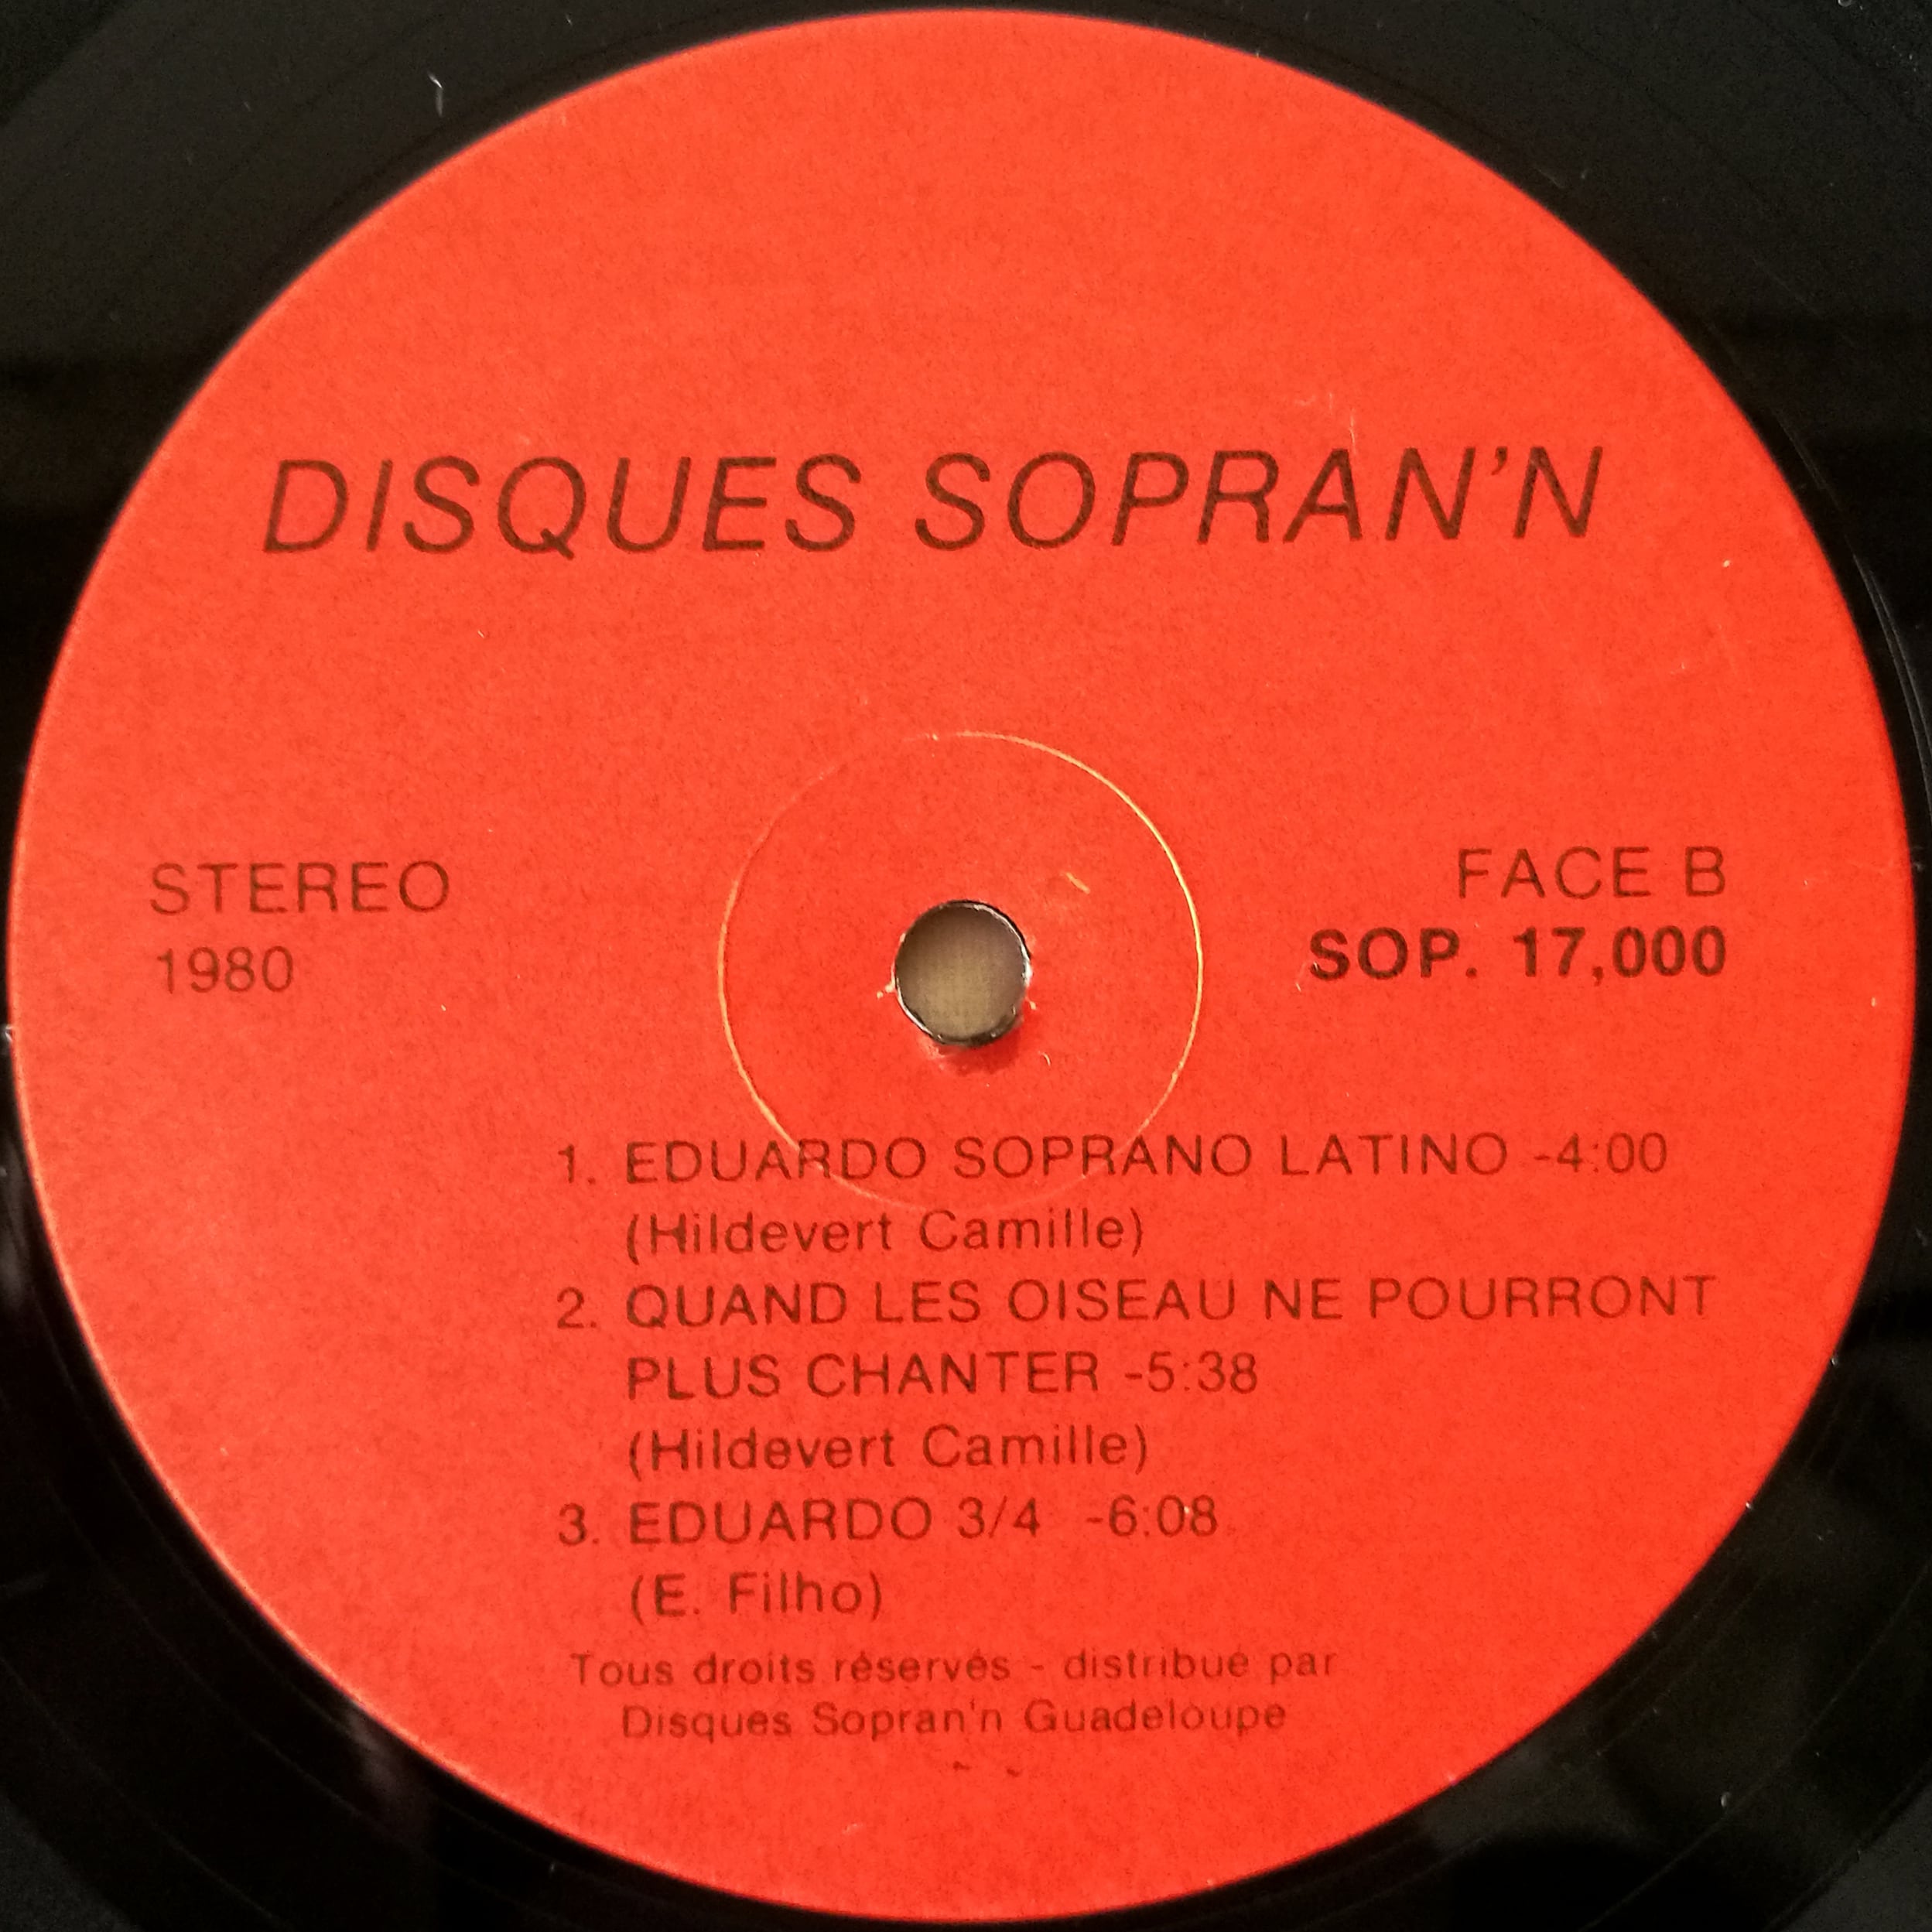 DISQUES SOPRAN'N
STEREO
1980
FACE B
SOP. 17,000
1. EDUARDO SOPRANO LATINO -4:00
(Hildevert Camille)
2. QUAND LES OISEAU NE POURRONT
PLUS CHANTER -5:38
(Hildevert Camille)
3. EDUARDO 3/4 -6:08
(E. Filho)
Tous droits réservés - distribué par
Disques Sopran'n Guadeloupe